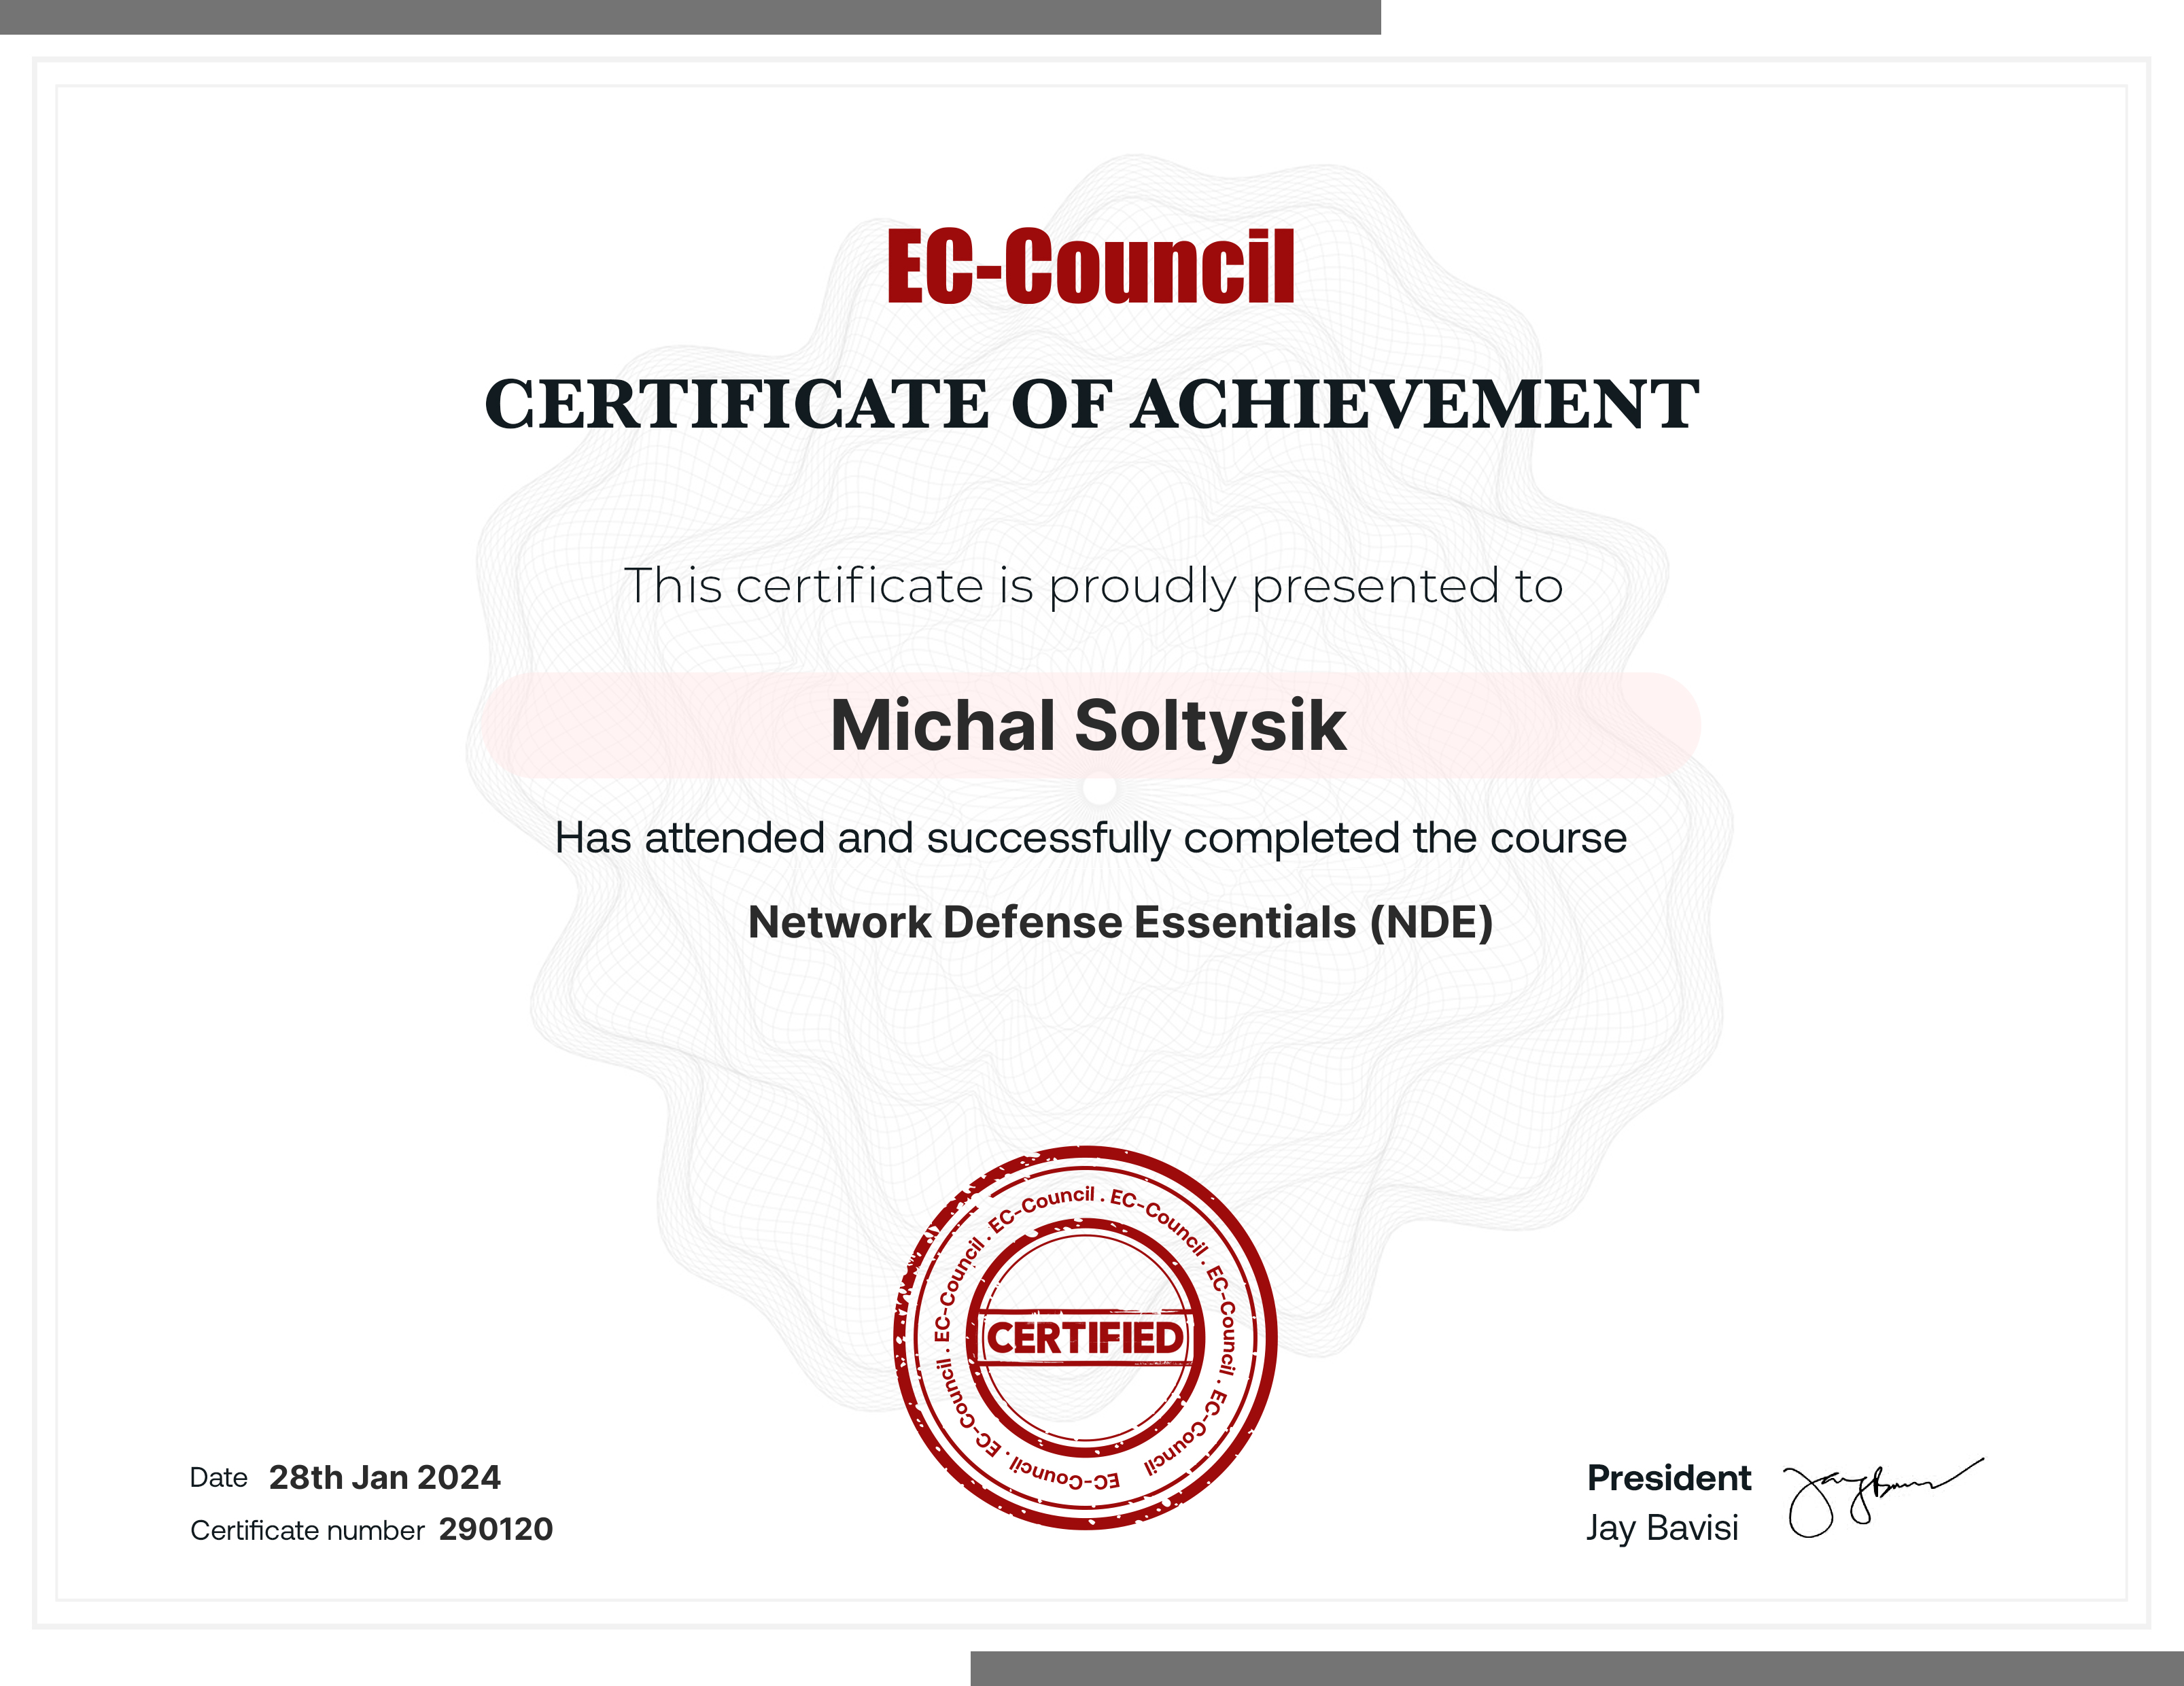 EC-Council
CERTIFICATE OF ACHIEVEMENT
This certificate is proudly presented to
Michal Soltysik
Has attended and successfully completed the course
Network Defense Essentials (NDE)
EC-Council . EC-Council . EC-Council . EC-Council . EC-Council . EC-Council . EC-Council
CERTIFIED
Date 28th Jan 2024
Certificate number 290120
President
Jay Bavisi